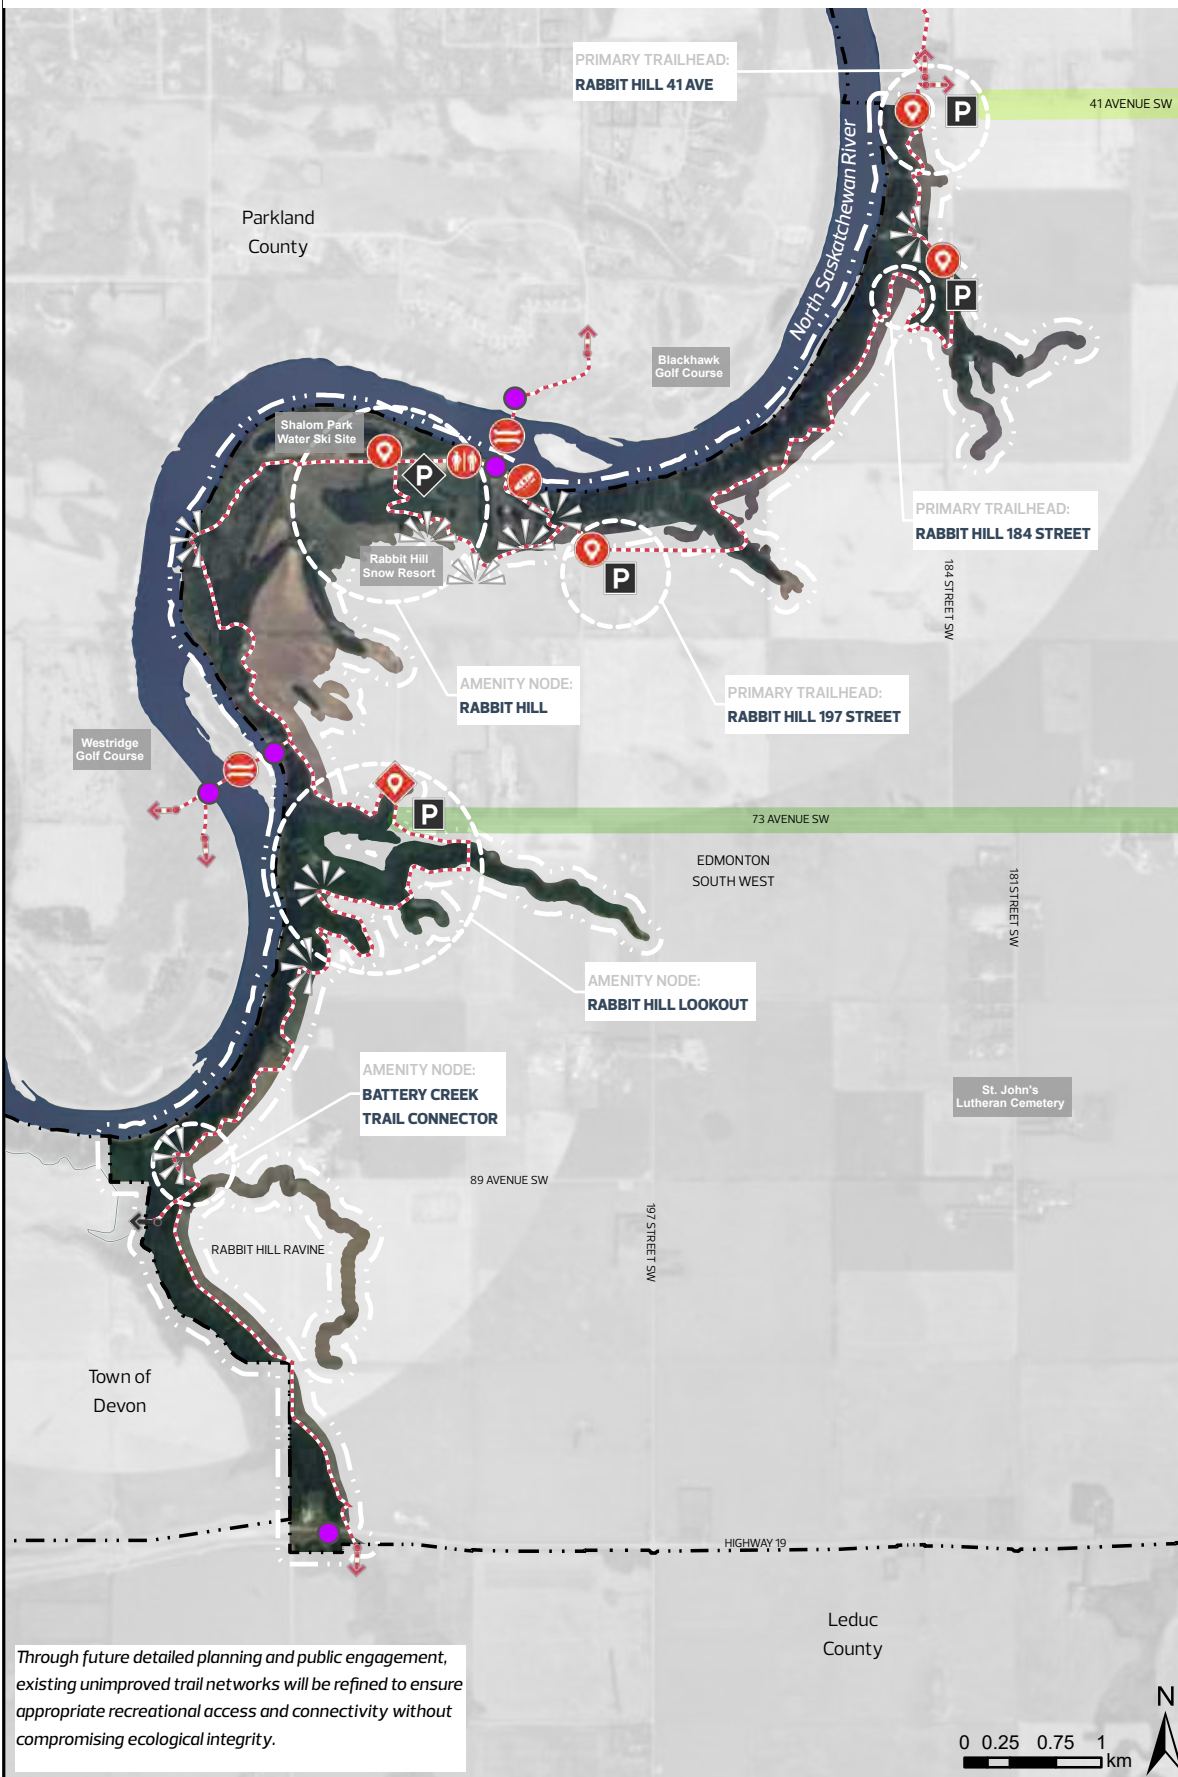 PRIMARY TRAILHEAD:
RABBIT HILL 41 AVE
P
41 AVENUE SW
North Saskatchewan River
Parkland
County
P
Blackhawk
Golf Course
Shalom Park
Water Ski Site
P
PRIMARY TRAILHEAD:
RABBIT HILL 184 STREET
Rabbit Hill
Snow Resort
P
184 STREET SW
AMENITY NODE:
RABBIT HILL
PRIMARY TRAILHEAD:
RABBIT HILL 197 STREET
Westridge
Golf Course
P
73 AVENUE SW
EDMONTON
SOUTH WEST
181 STREET SW
AMENITY NODE:
RABBIT HILL LOOKOUT
AMENITY NODE:
BATTERY CREEK
TRAIL CONNECTOR
St. John's
Lutheran Cemetery
89 AVENUE SW
197 STREET SW
RABBIT HILL RAVINE
Town of
Devon
HIGHWAY 19
Leduc
County
Through future detailed planning and public engagement,
existing unimproved trail networks will be refined to ensure
appropriate recreational access and connectivity without
compromising ecological integrity.
N
0 0.25 0.75 1
km